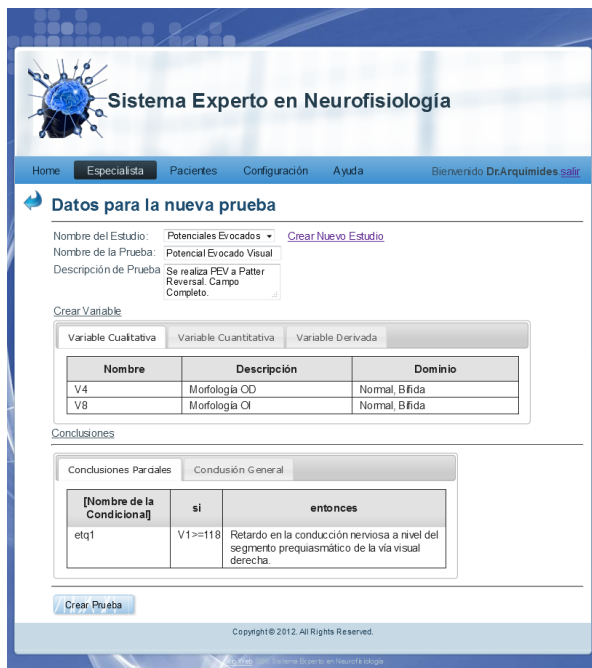 Sistema Experto en Neurofisiología
Home Especialista Pacientes Configuración Ayuda Bienvenido Dr.Arquímides.salir
Datos para la nueva prueba
Nombre del Estudio: Potenciales Evocados Crear Nuevo Estudio
Nombre de la Prueba: Potencial Evocado Visual
Descripción de Prueba Se realiza PEV a Patter
Reversal. Campo
Completo.
Crear Variable
Variable Cualitativa Variable Cuantitativa Variable Derivada
Nombre Descripción Dominio
V4 Morfología OD Normal, Bífida
V8 Morfología OI Normal, Bífida
Conclusiones
Conclusiones Parciales Condusión General
[Nombre de la
Condicional] si entonces
etq1 V1>=118 Retardo en la conducción nerviosa a nivel del
segmento prequiasmático de la vía visual
derecha.
Crear Prueba
Copyright © 2012. All Rights Reserved.
Sistema Experto en Neurofisiología